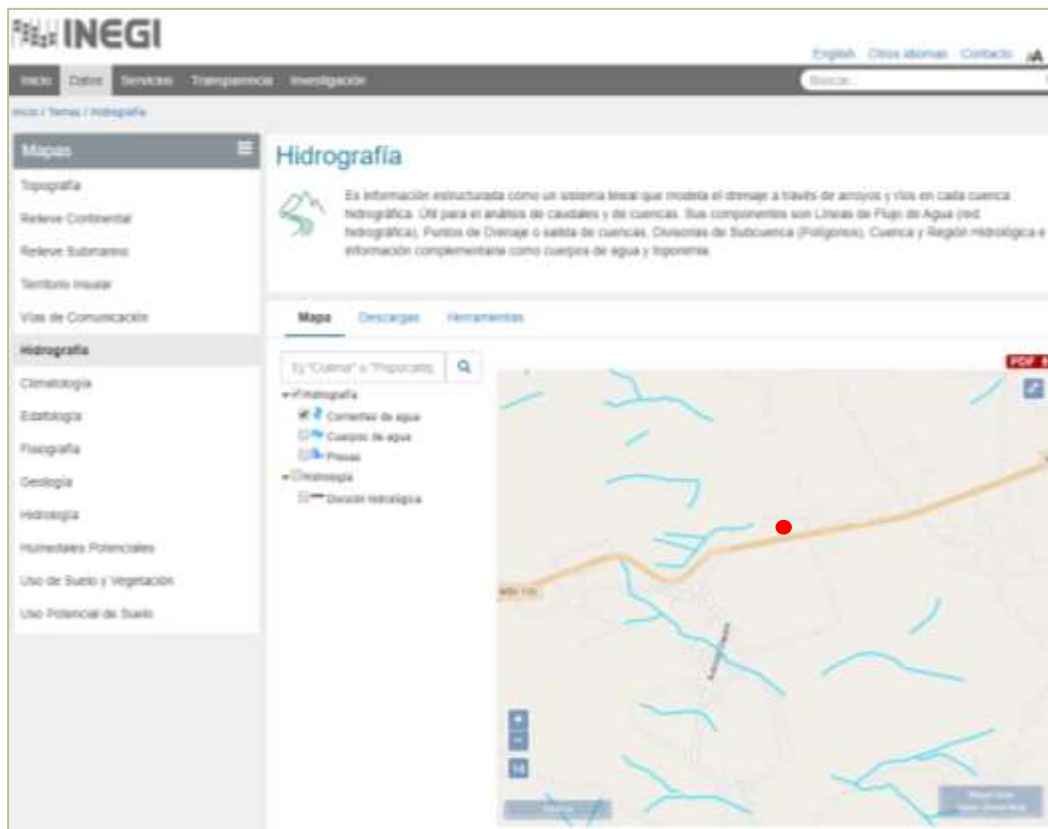 INEGI
English Otros idiomas Contacto A
Inicio Datos Servicios Transparencia Investigación
Buscar...
Inicio / Temas / Hidrografía
Mapas
Topografía
Relieve Continental
Relieve Submarino
Territorio Insular
Vías de Comunicación
Hidrografía
Climatología
Edafología
Fisiografía
Geología
Hidrología
Humedales Potenciales
Uso de Suelo y Vegetación
Uso Potencial de Suelo
Hidrografía
Es información estructurada como un sistema lineal que modela el drenaje a través de arroyos y ríos en cada cuenca
hidrográfica. Útil para el análisis de caudales y de cuencas. Sus componentes son Líneas de Flujo de Agua (red
hidrográfica), Puntos de Drenaje o salida de cuencas, Divisorias de Subcuenca (Polígonos), Cuenca y Región Hidrológica e
información complementaria como cuerpos de agua y toponimia.
Mapa Descargas Herramientas
Ej "Colima" o
Hidrografía
Corrientes de agua
Cuerpos de agua
Presas
Hidrología
División hidrológica
PDF
+
-
14